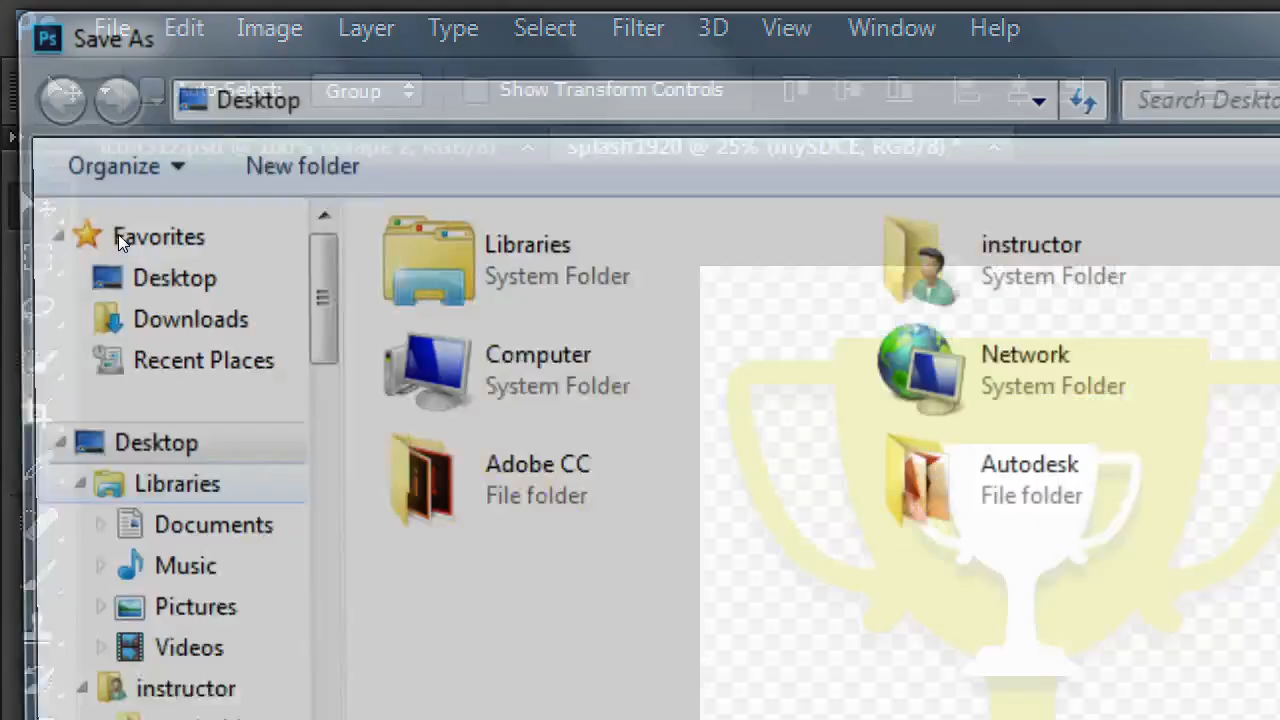 File Edit Image Layer Type Select Filter 3D View Window Help
Ps Save As
Auto-Select: Group Show Transform Controls
Desktop
Search Deskto
splash1920 @ 25% (mySDCE, RGB/8) *
Organize New folder
Favorites
Desktop
Downloads
Recent Places
Desktop
Libraries
Documents
Music
Pictures
Videos
instructor
Libraries
System Folder
instructor
System Folder
Computer
System Folder
Network
System Folder
Adobe CC
File folder
Autodesk
File folder